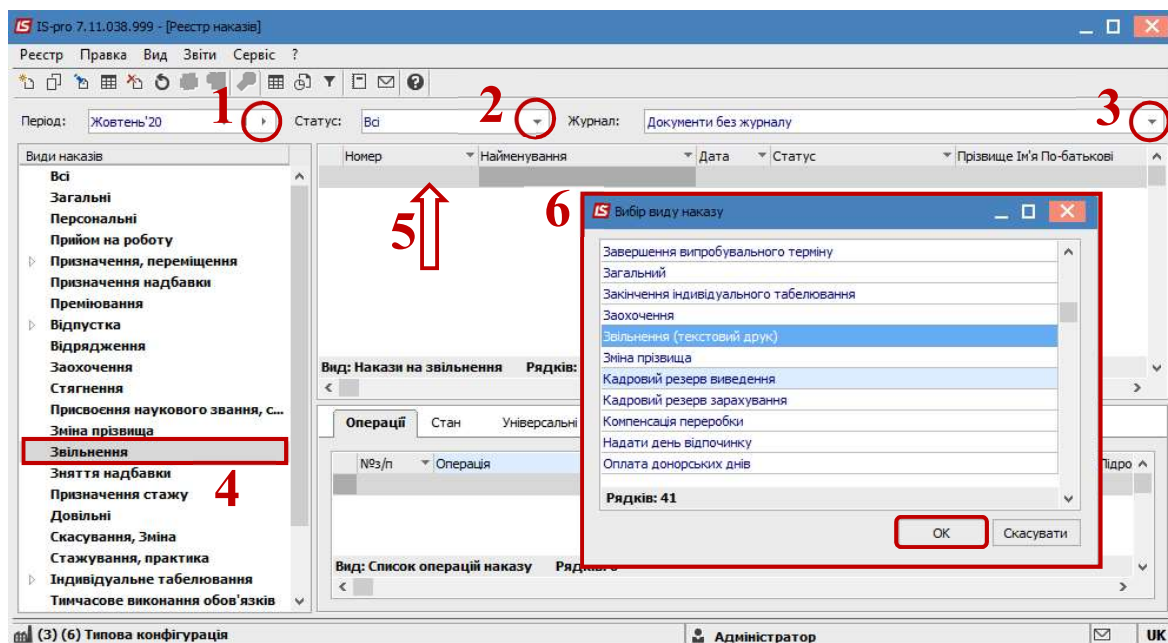 IS-pro 7.11.038.999 - [Реєстр наказів]
Реєстр Правка Вид Звіти Сервіс ?
Період: Жовтень'20 1 Статус: Всі 2 Журнал: Документи без журналу 3
Види наказів
Всі
Загальні
Персональні
Прийом на роботу
Призначення, переміщення
Призначення надбавки
Преміювання
Відпустка
Відрядження
Заохочення
Стягнення
Присвоєння наукового звання, с...
Зміна прізвища
Звільнення
Зняття надбавки
Призначення стажу
4
Довільні
Скасування, Зміна
Стажування, практика
Індивідуальне табелювання
Тимчасове виконання обов'язків
Номер Найменування Дата Статус Прізвище Ім'я По-батькові
5
Вид: Накази на звільнення Рядків:
Операції Стан Універсальні
№з/п Операція Підро
Вид: Список операцій наказу
6
Вибір виду наказу
Завершення випробувального терміну
Загальний
Закінчення індивідуального табелювання
Заохочення
Звільнення (текстовий друк)
Зміна прізвища
Кадровий резерв виведення
Кадровий резерв зарахування
Компенсація переробки
Надати день відпочинку
Оплата донорських днів
Рядків: 41
OK Скасувати
(3) (6) Типова конфігурація Адміністратор UK